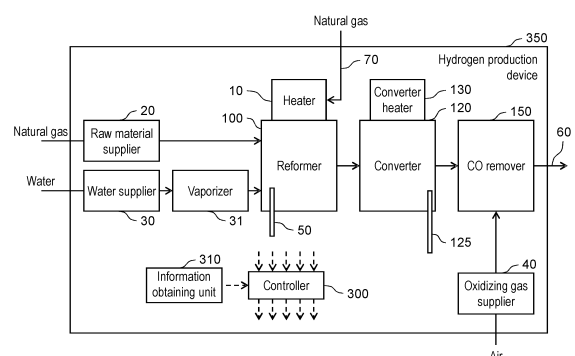 Natural gas
350
70
Hydrogen production
device
10
Heater
Converter
heater
130
20
100
120
150
60
Natural gas
Raw material
supplier
Reformer
Converter
CO remover
Water
Water supplier
Vaporizer
30
31
50
125
310
40
Information
obtaining unit
Controller
300
Oxidizing gas
supplier
Air